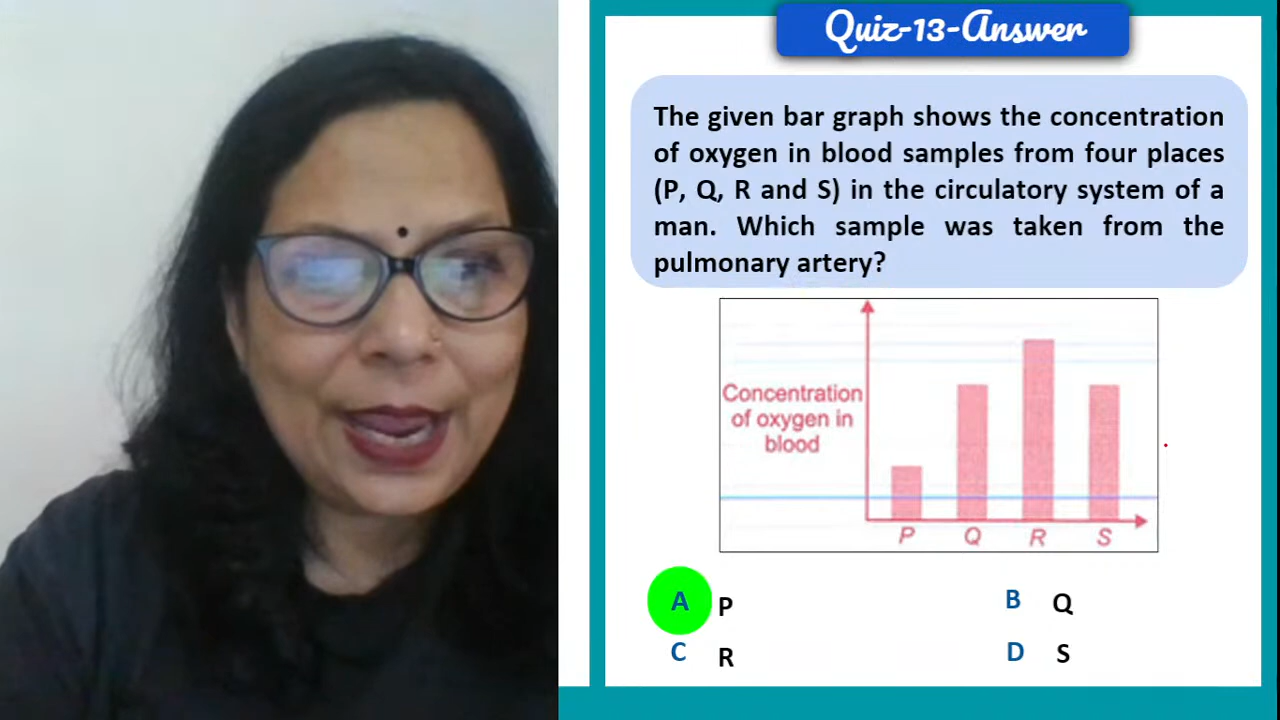 Quiz-13-Answer
The given bar graph shows the concentration
of oxygen in blood samples from four places
(P, Q, R and S) in the circulatory system of a
man. Which sample was taken from the
pulmonary artery?
Concentration
of oxygen in
blood
P Q R S
A P
B Q
C R
D S